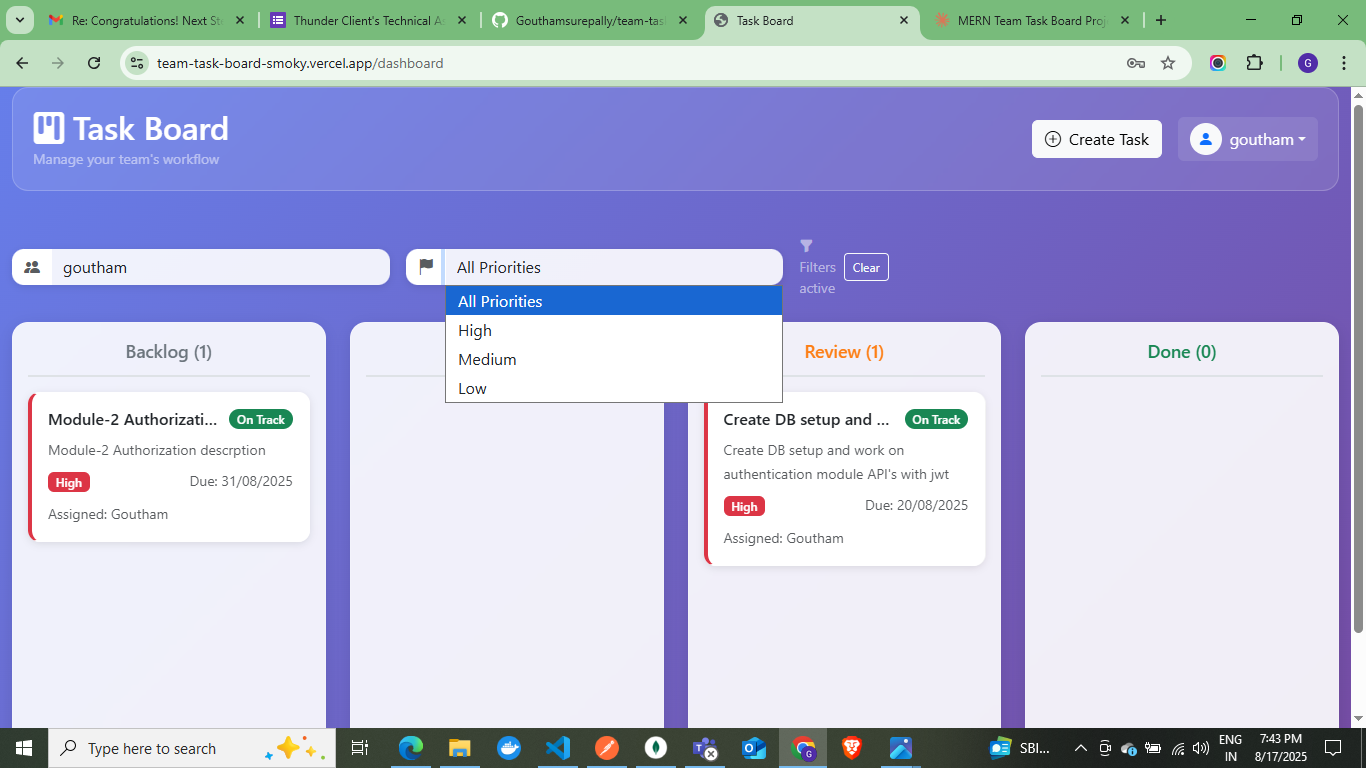 Re: Congratulations! Next St
Thunder Client's Technical A
Gouthamsurepally/team-tas
Task Board
MERN Team Task Board Proj
team-task-board-smoky.vercel.app/dashboard
G
Task Board
Manage your team's workflow
Create Task
goutham
goutham
All Priorities
Filters
active
Clear
All Priorities
High
Medium
Low
Backlog (1)
Module-2 Authorizati...
On Track
Module-2 Authorization descrption
High
Due: 31/08/2025
Assigned: Goutham
Review (1)
Create DB setup and ...
On Track
Create DB setup and work on
authentication module API's with jwt
High
Due: 20/08/2025
Assigned: Goutham
Done (0)
Type here to search
SBI...
ENG
IN
7:43 PM
8/17/2025